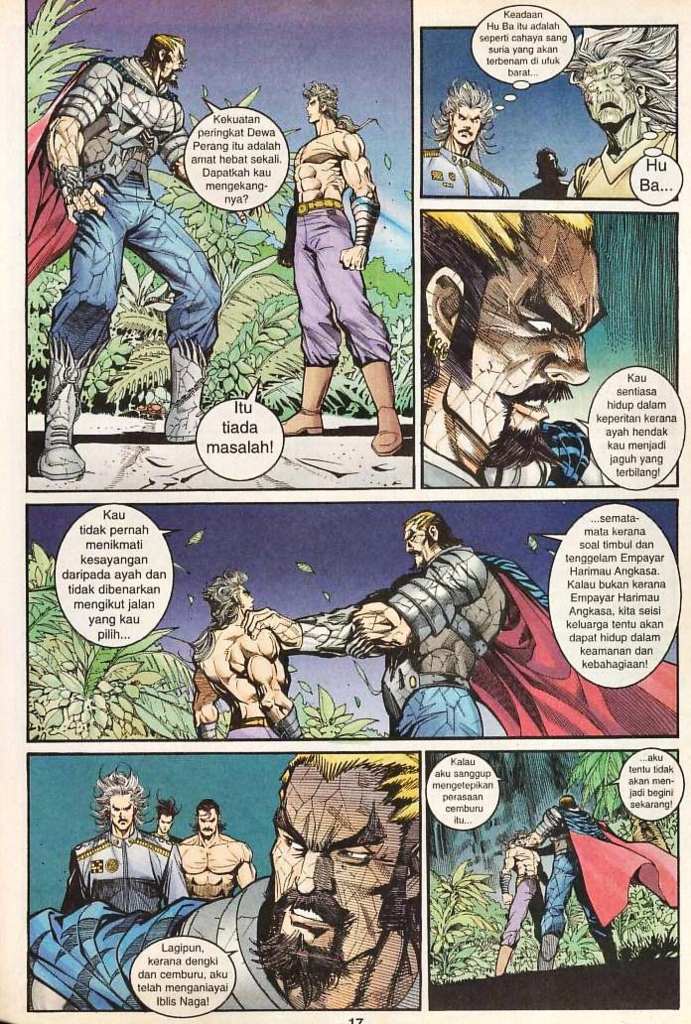 Kekuatan
peringkat Dewa
Perang itu adalah
amat hebat sekali.
Dapatkah kau
mengekang-
nya?
Itu
tiada
masalah!
Keadaan
Hu Ba itu adalah
seperti cahaya sang
suria yang akan
terbenam di ufuk
barat...
Hu
Ba...
Kau
sentiasa
hidup dalam
keperitan kerana
ayah hendak
kau menjadi
jaguh yang
terbilang!
Kau
tidak pernah
menikmati
kesayangan
daripada ayah dan
tidak dibenarkan
mengikut jalan
yang kau
pilih...
...semata-
mata kerana
soal timbul dan
tenggelam Empayar
Harimau Angkasa.
Kalau bukan kerana
Empayar Harimau
Angkasa, kita seisi
keluarga tentu akan
dapat hidup dalam
keamanan dan
kebahagiaan!
Lagipun,
kerana dengki
dan cemburu, aku
telah menganiayai
Iblis Naga!
Kalau
aku sanggup
mengetepikan
perasaan
cemburu
itu...
...aku
tentu tidak
akan men-
jadi begini
sekarang!
17